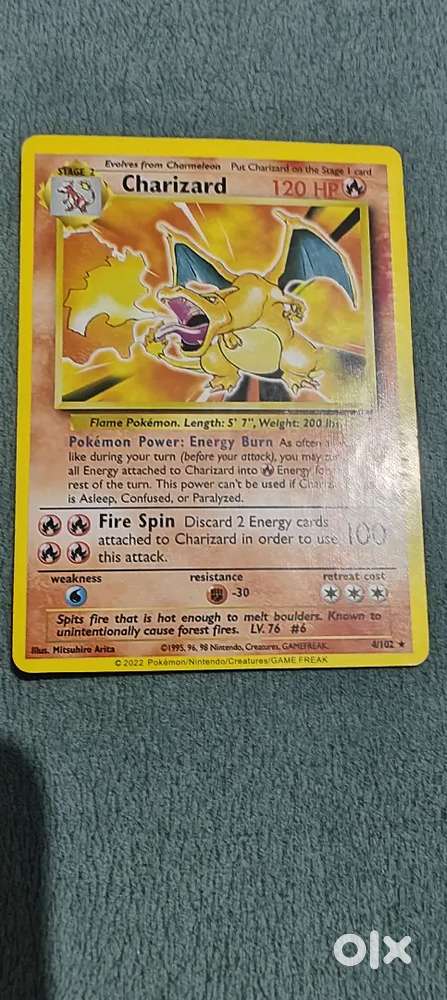 Evolves from Charmeleon Put Charizard on the Stage 1 card
STAGE 2
Charizard 120 HP
Flame Pokémon. Length: 5' 7", Weight: 200 lbs.
Pokémon Power: Energy Burn As often
like during your turn (before your attack), you may
all Energy attached to Charizard into Energy for
rest of the turn. This power can't be used if
is Asleep, Confused, or Paralyzed.
Fire Spin Discard 2 Energy cards
attached to Charizard in order to use 100
this attack.
weakness resistance retreat cost
-30
Spits fire that is hot enough to melt boulders. Known to
unintentionally cause forest fires. LV. 76 #6
Illus. Mitsuhiro Arita ©1995, 96, 98 Nintendo, Creatures, GAMEFREAK. 4/102 ★
© 2022 Pokémon/Nintendo/Creatures/GAME FREAK
olx